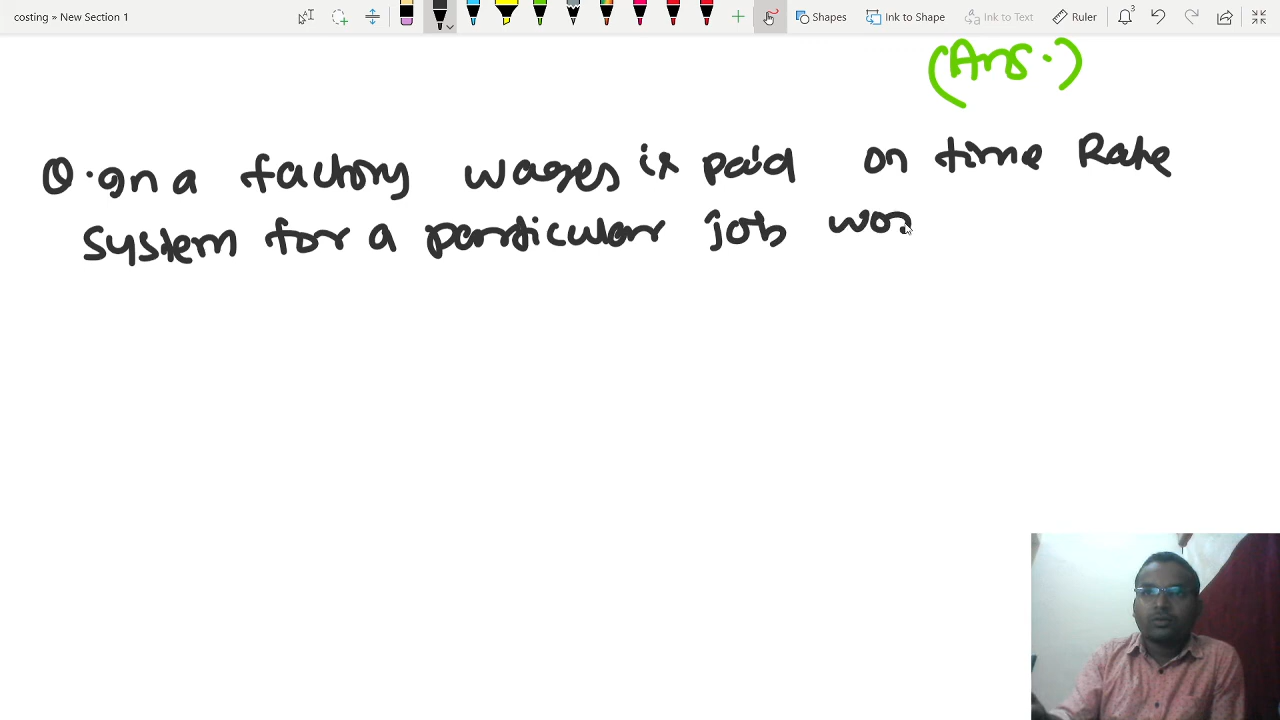 costing » New Section 1
Shapes
Ink to Shape
Ink to Text
Ruler
(Ans.)
Q. In a factory wages is paid on time Rate
system for a particular job wor